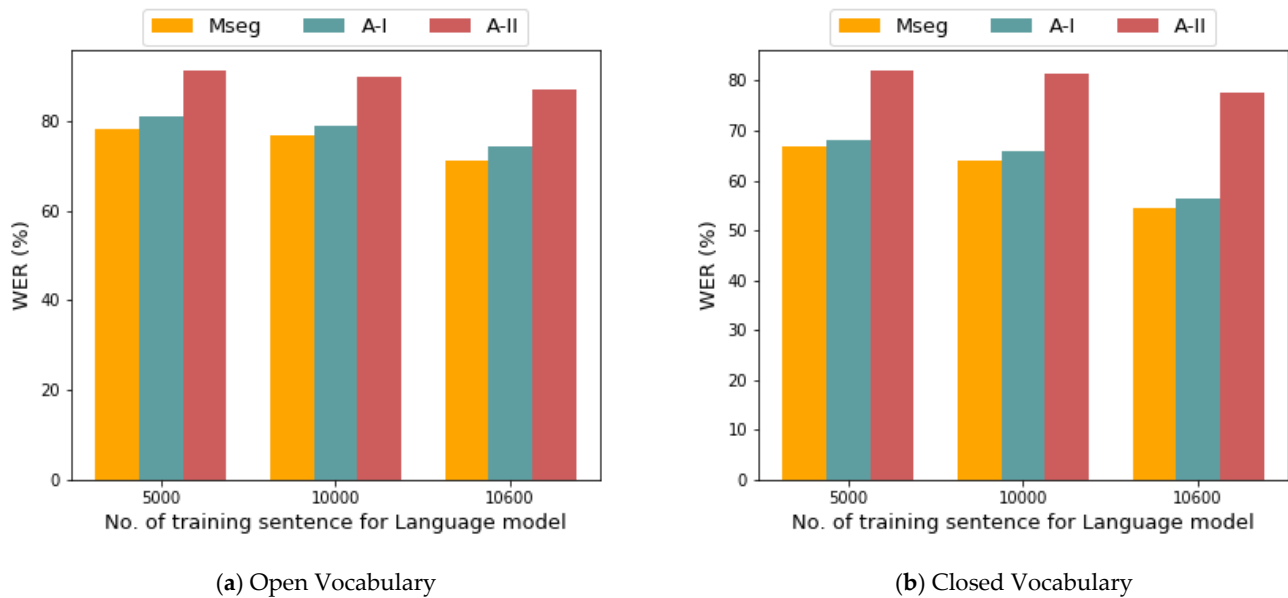 Mseg A-I A-II
WER (%)
80
60
40
20
0
5000 10000 10600
No. of training sentence for Language model
(a) Open Vocabulary
Mseg A-I A-II
WER (%)
80
70
60
50
40
30
20
10
0
5000 10000 10600
No. of training sentence for Language model
(b) Closed Vocabulary